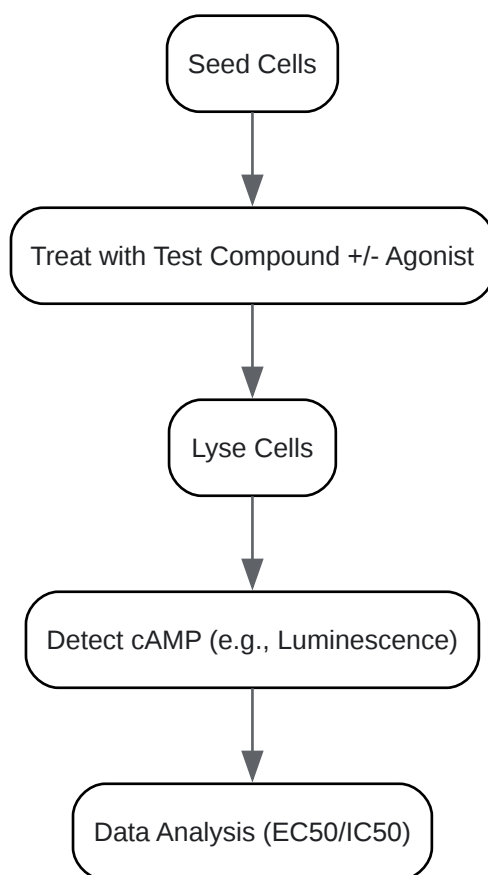 Seed Cells
Treat with Test Compound +/- Agonist
Lyse Cells
Detect cAMP (e.g., Luminescence)
Data Analysis (EC50/IC50)